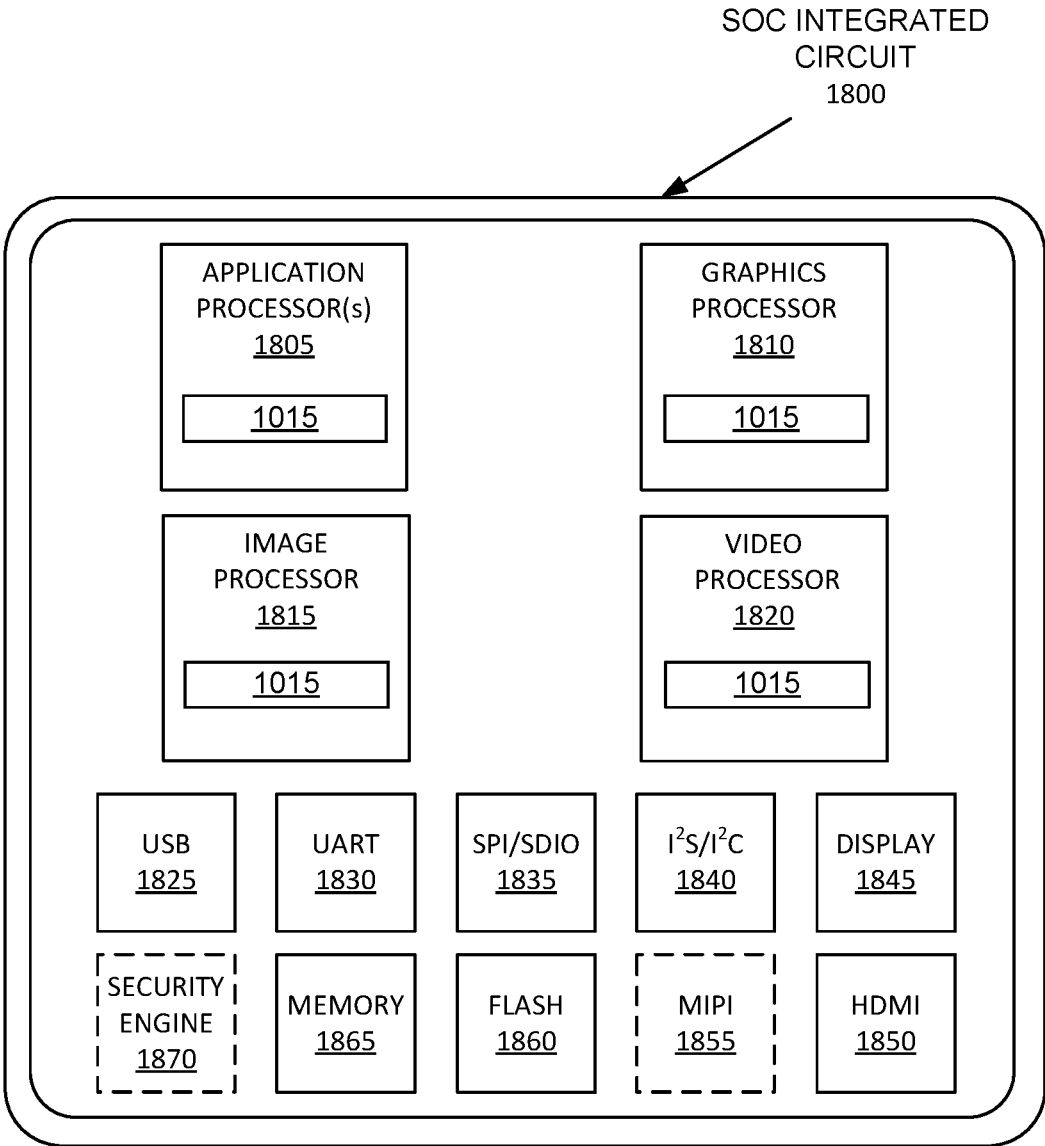 SOC INTEGRATED
CIRCUIT
1800
APPLICATION
PROCESSOR(s)
1805
1015
GRAPHICS
PROCESSOR
1810
1015
IMAGE
PROCESSOR
1815
1015
VIDEO
PROCESSOR
1820
1015
USB
1825
UART
1830
SPI/SDIO
1835
I²S/I²C
1840
DISPLAY
1845
SECURITY
ENGINE
1870
MEMORY
1865
FLASH
1860
MIPI
1855
HDMI
1850